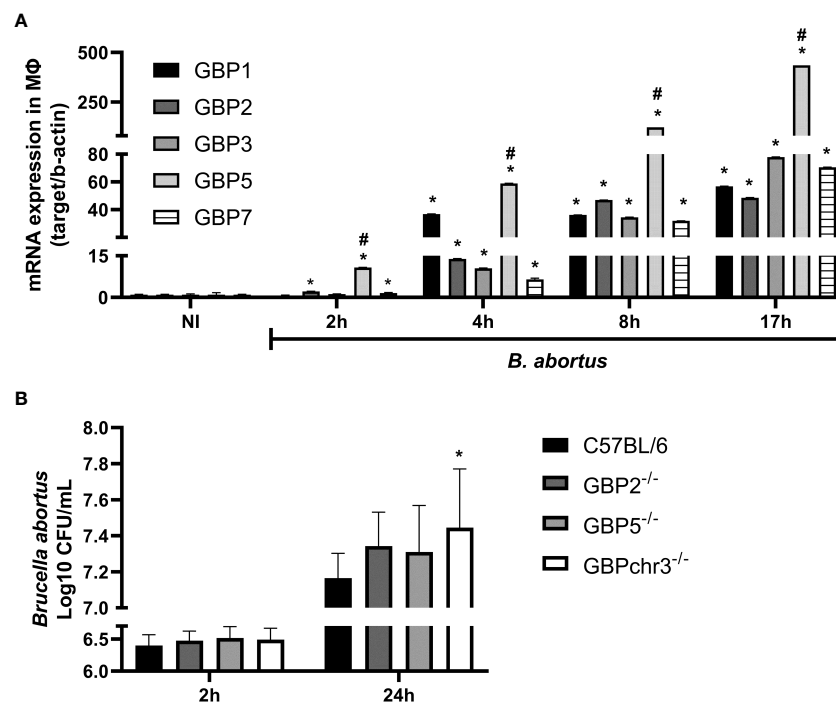 A
mRNA expression in MΦ
(target/b-actin)
500
250
80
60
40
15
0
GBP1
GBP2
GBP3
GBP5
GBP7
* * #
* *
* * * #
* *
* * * #
* *
* * * #
* *
NI
2h
4h
8h
17h
B. abortus
B
Brucella abortus
Log10 CFU/mL
8.0
7.8
7.6
7.4
7.2
7.0
6.5
6.0
*
2h
24h
C57BL/6
GBP2-/-
GBP5-/-
GBPchr3-/-